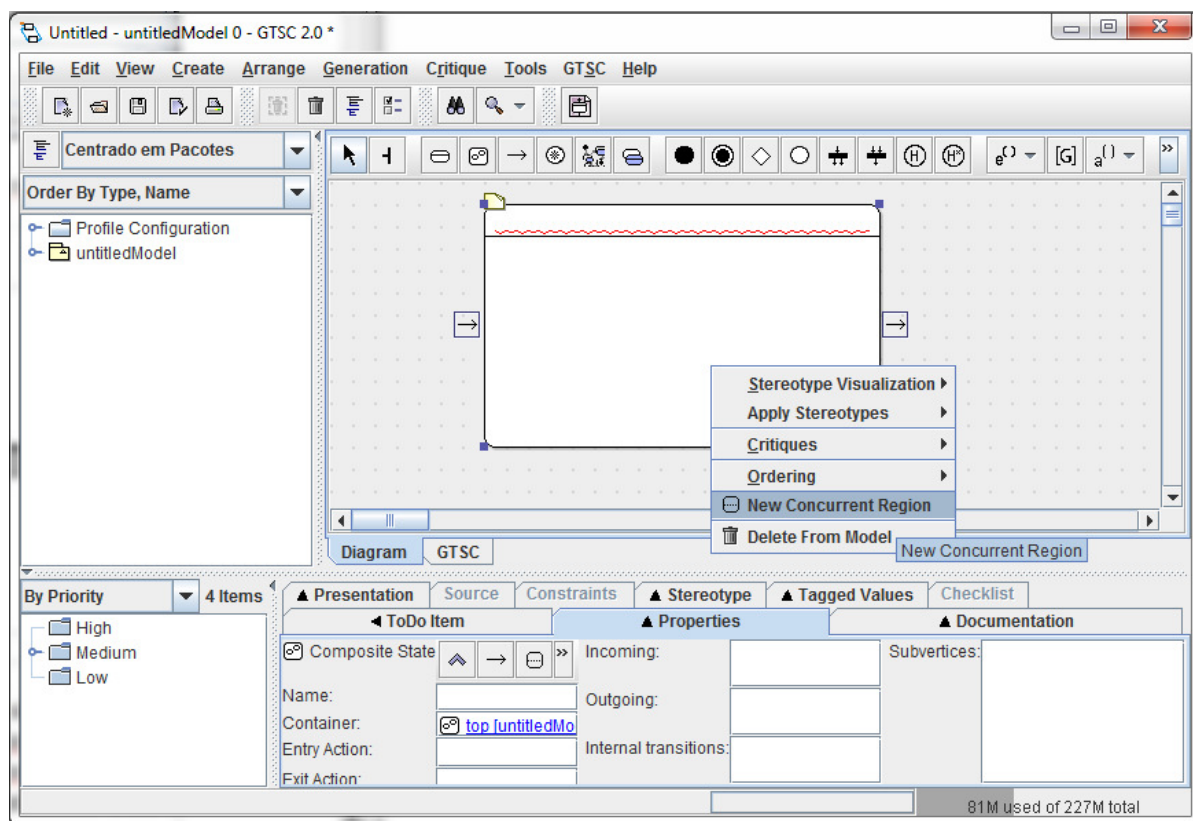 Untitled - untitledModel 0 - GTSC 2.0 *
File Edit View Create Arrange Generation Critique Tools GTSC Help
Centrado em Pacotes
[G]
Order By Type, Name
Profile Configuration
untitledModel
Stereotype Visualization
Apply Stereotypes
Critiques
Ordering
New Concurrent Region
Delete From Model
New Concurrent Region
Diagram GTSC
By Priority 4 Items
High
Medium
Low
Presentation Source Constraints Stereotype Tagged Values Checklist
ToDo Item Properties Documentation
Composite State Incoming: Subvertices:
Name: Outgoing:
Container: top [untitledMo
Entry Action: Internal transitions:
Exit Action:
81M used of 227M total